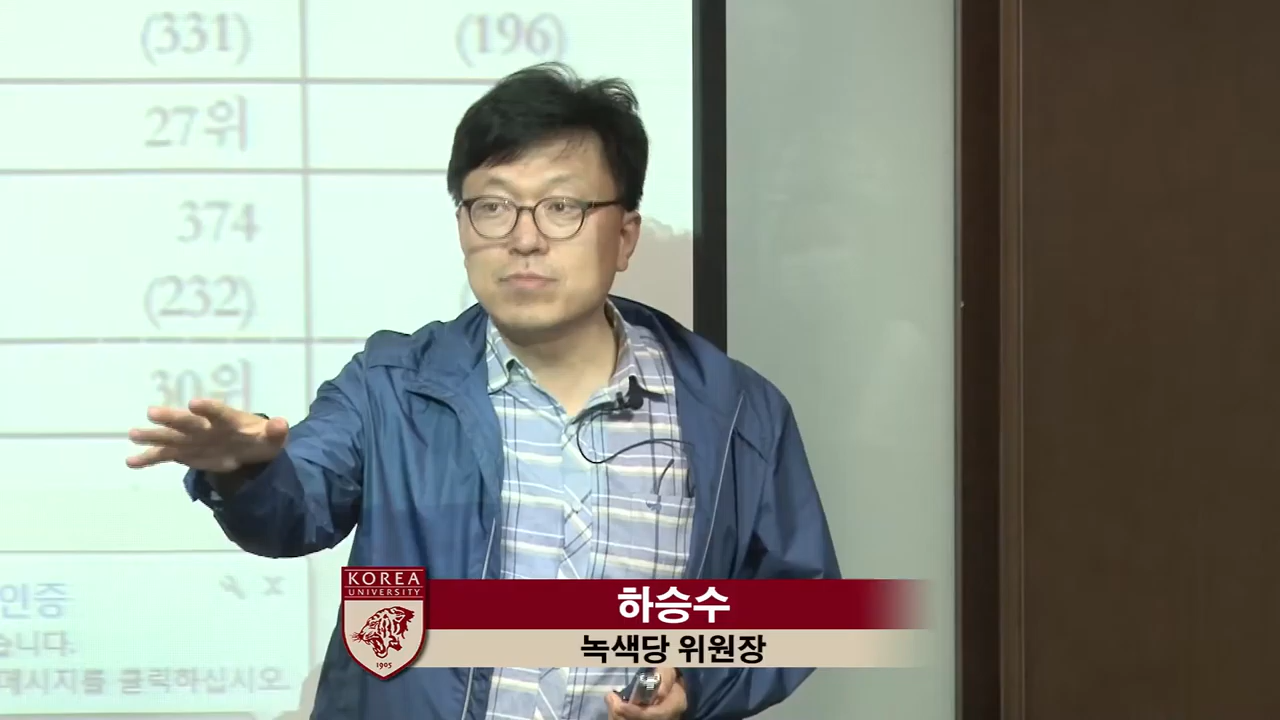 (331) (196)
27위
374
(232)
30위
인증
습니다.
메시지를 클릭하십시오.
KOREA
UNIVERSITY
1905
하승수
녹색당 위원장